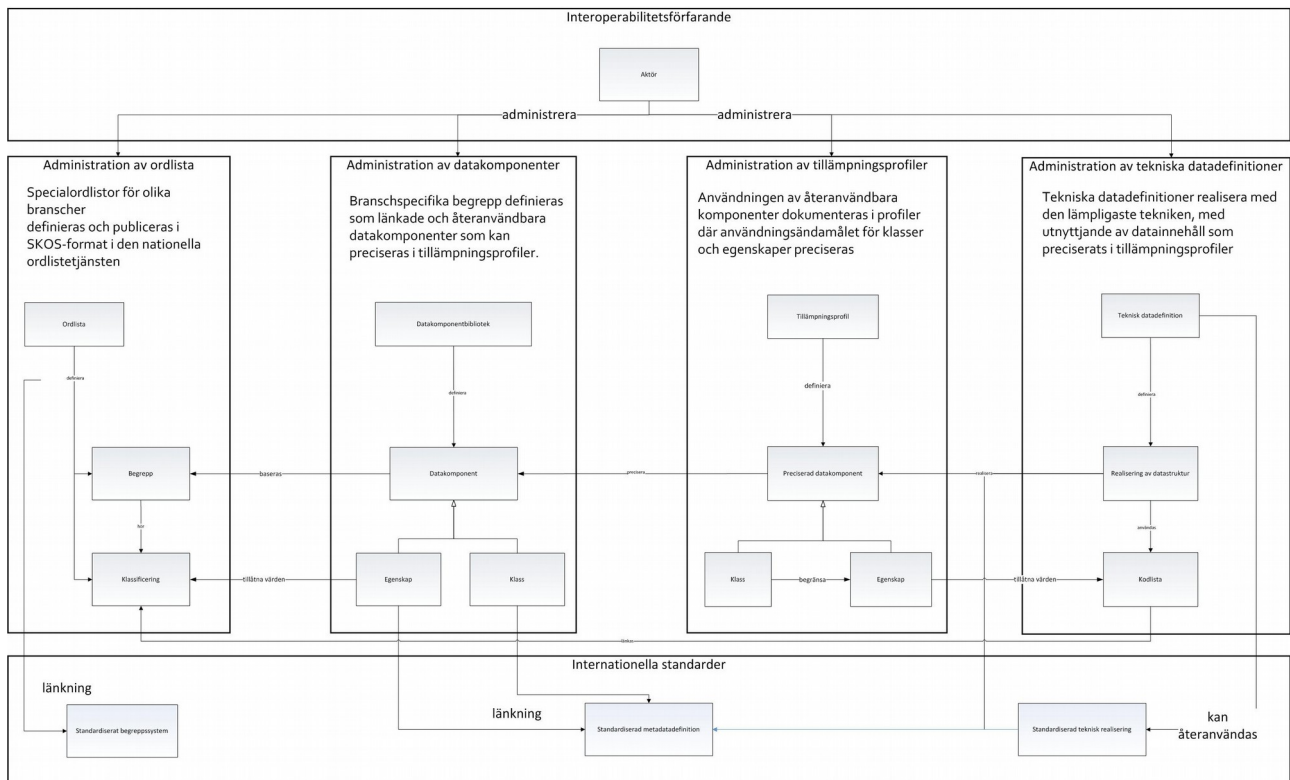 Interoperabilitetsförfarande
Aktör
administrera
administrera
Administration av ordlista
Specialordlistor för olika
branscher
definieras och publiceras i
SKOS-format i den nationella
ordlistetjänsten
Ordlista
definiera
Begrepp
Klassificering
Administration av datakomponenter
Branschspecifika begrepp definieras
som länkade och återanvändbara
datakomponenter som kan
preciseras i tillämpningsprofiler.
Datakomponentbibliotek
definiera
baseras
Datakomponent
tillåtna värden
Egenskap
Klass
Administration av tillämpningsprofiler
Användningen av återanvändbara
komponenter dokumenteras i profiler
där användningsändamålet för klasser
och egenskaper preciseras
Tillämpningsprofil
definiera
precisera
Preciserad datakomponent
Klass
begränsa
Egenskap
Administration av tekniska datadefinitioner
Tekniska datadefinitioner realisera med
den lämpligaste tekniken, med
utnyttjande av datainnehåll som
preciserats i tillämpningsprofiler
Teknisk datadefinition
definiera
realisera
Realisering av datastruktur
användas
tillåtna värden
Kodlista
Internationella standarder
länkning
Standardiserat begreppssystem
länkning
Standardiserad metadatadefinition
Standardiserad teknisk realisering
kan
återanvändas